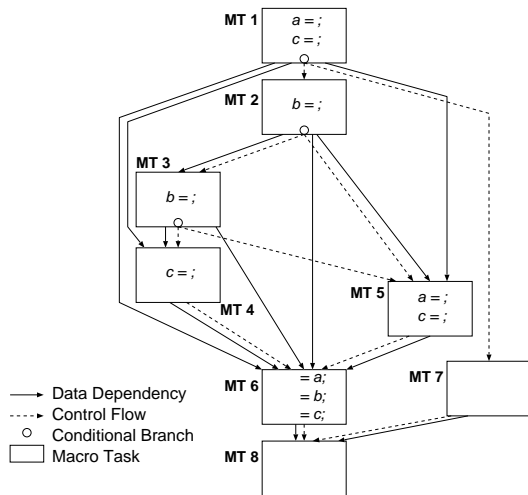 MT 1
a = ;
c = ;
MT 2
b = ;
MT 3
b = ;
c = ;
MT 4
MT 5
a = ;
c = ;
MT 6
= a;
= b;
= c;
MT 7
MT 8
Data Dependency
Control Flow
Conditional Branch
Macro Task